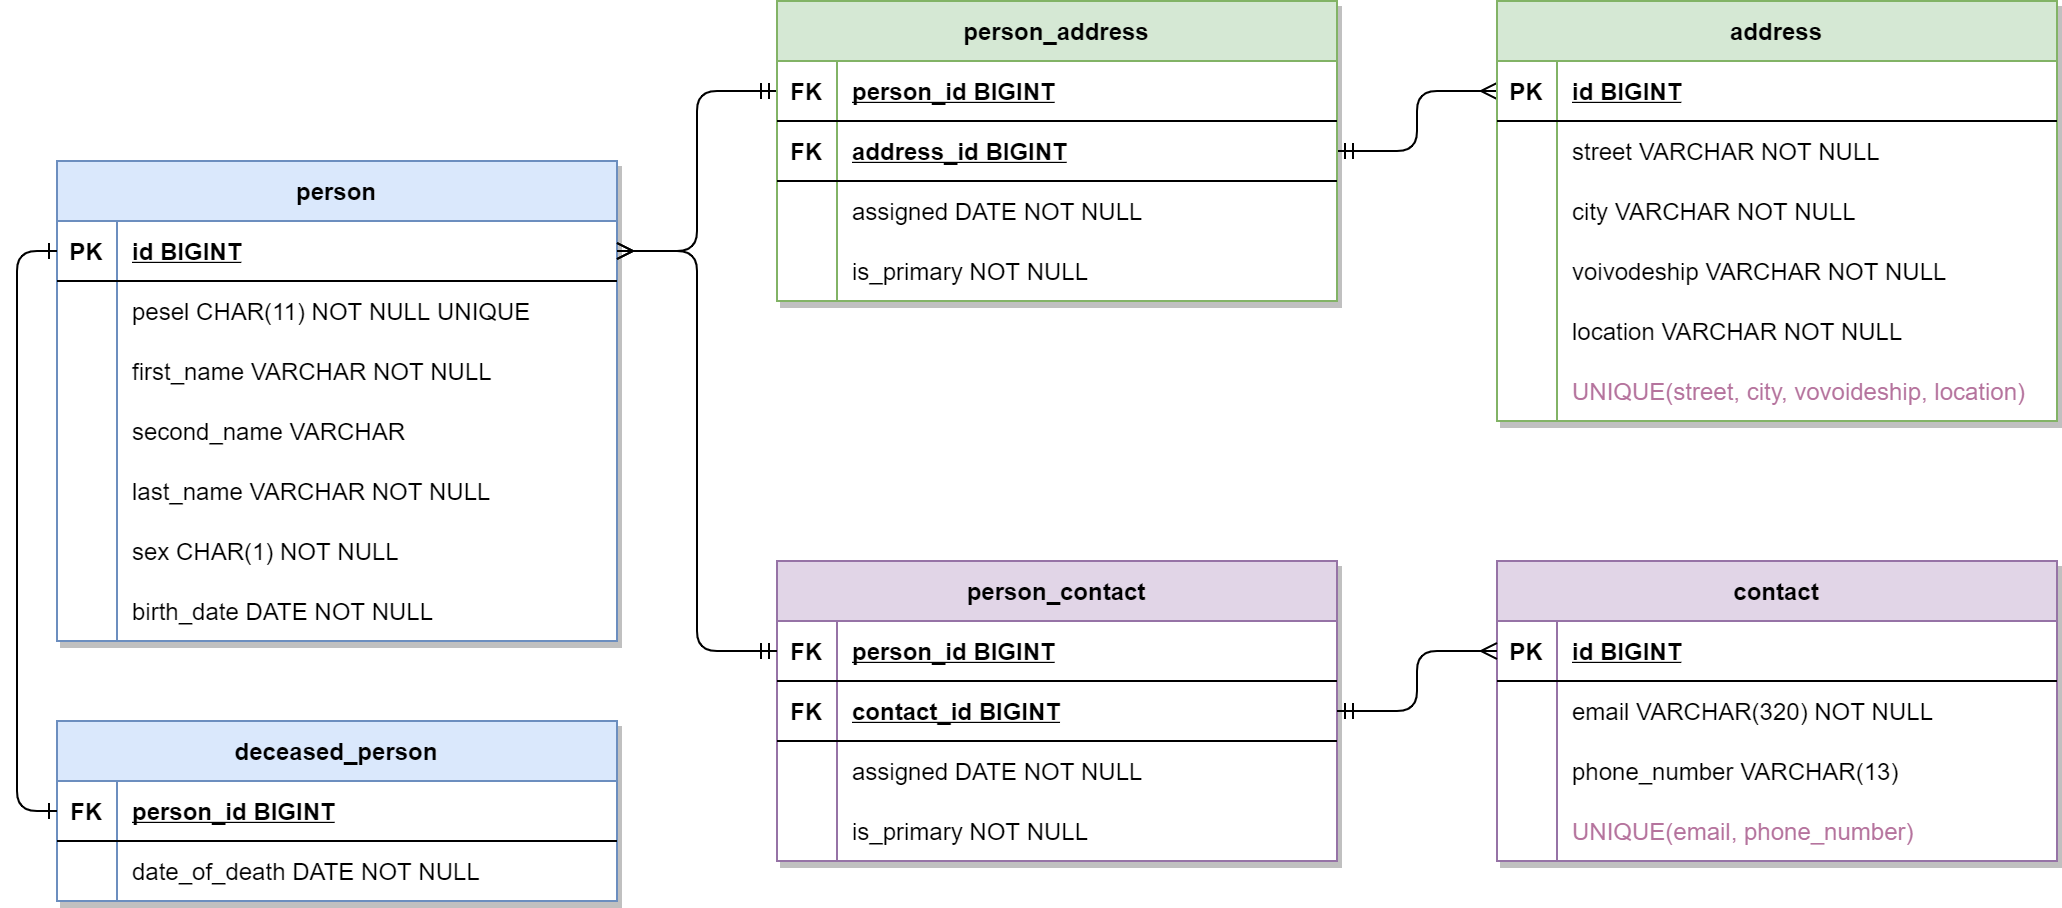 person
PK id BIGINT
pesel CHAR(11) NOT NULL UNIQUE
first_name VARCHAR NOT NULL
second_name VARCHAR
last_name VARCHAR NOT NULL
sex CHAR(1) NOT NULL
birth_date DATE NOT NULL
deceased_person
FK person_id BIGINT
date_of_death DATE NOT NULL
person_address
FK person_id BIGINT
FK address_id BIGINT
assigned DATE NOT NULL
is_primary NOT NULL
address
PK id BIGINT
street VARCHAR NOT NULL
city VARCHAR NOT NULL
voivodeship VARCHAR NOT NULL
location VARCHAR NOT NULL
UNIQUE(street, city, vovoideship, location)
person_contact
FK person_id BIGINT
FK contact_id BIGINT
assigned DATE NOT NULL
is_primary NOT NULL
contact
PK id BIGINT
email VARCHAR(320) NOT NULL
phone_number VARCHAR(13)
UNIQUE(email, phone_number)